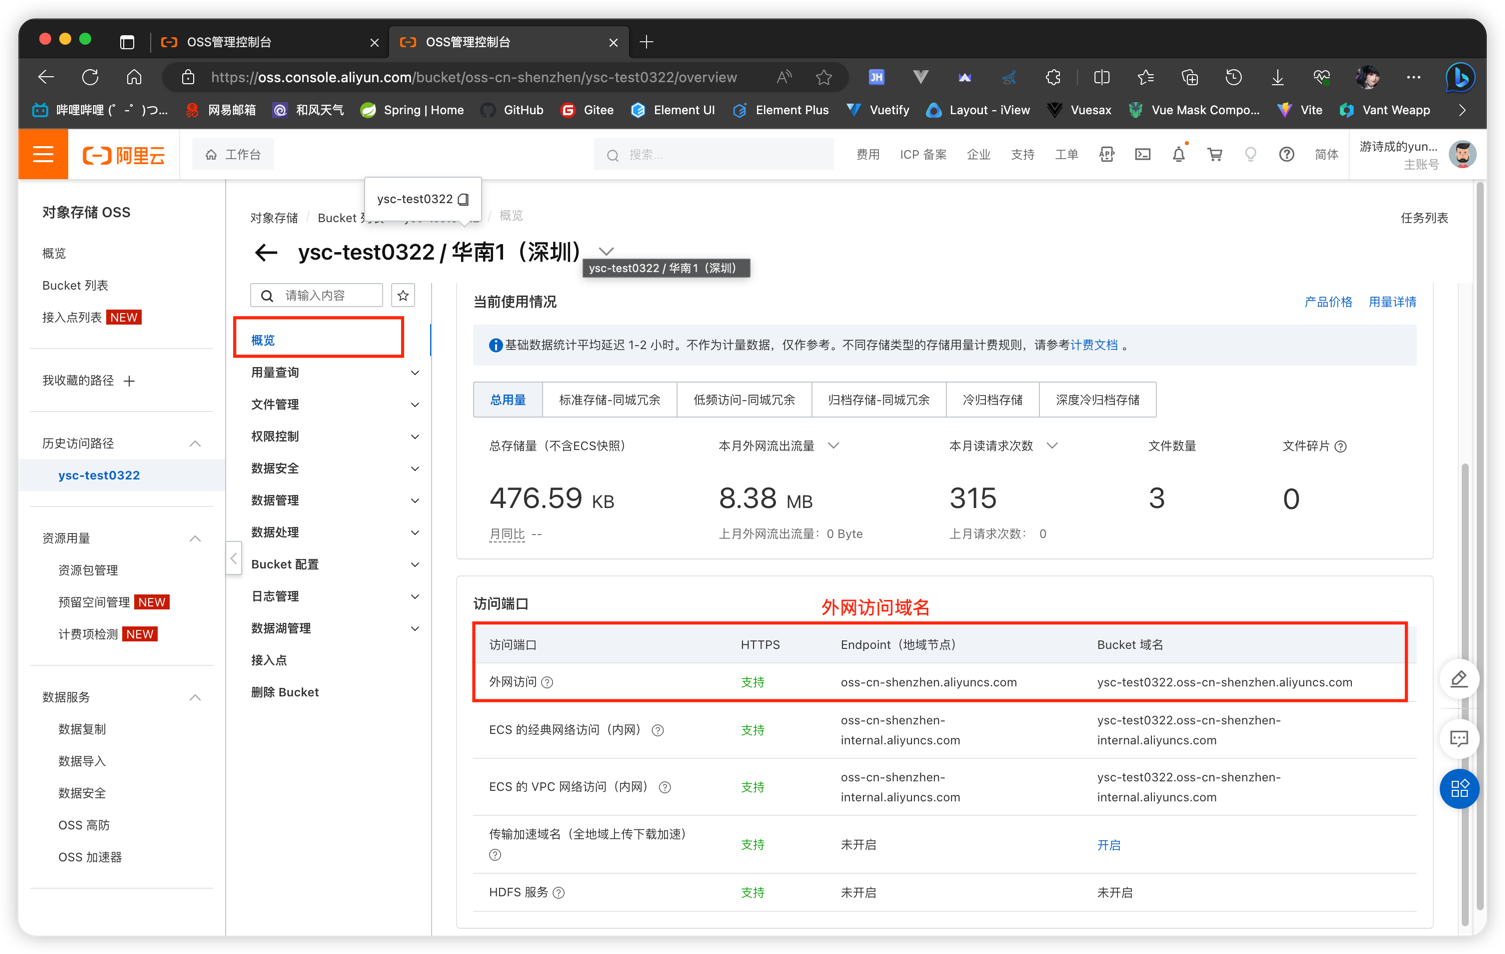 OSS管理控制台
OSS管理控制台
https://oss.console.aliyun.com/bucket/oss-cn-shenzhen/ysc-test0322/overview
哔哩哔哩 (゜-゜)つ...
网易邮箱
和风天气
Spring | Home
GitHub
Gitee
Element UI
Element Plus
Vuetify
Layout - iView
Vuesax
Vue Mask Compo...
Vite
Vant Weapp
阿里云
工作台
搜索...
费用
ICP 备案
企业
支持
工单
简体
游诗成的yun...
主账号
对象存储 OSS
概览
Bucket 列表
接入点列表 NEW
我收藏的路径
历史访问路径
ysc-test0322
资源用量
资源包管理
预留空间管理 NEW
计费项检测 NEW
数据服务
数据复制
数据导入
数据安全
OSS 高防
OSS 加速器
ysc-test0322
对象存储 / Bucket / 概览
任务列表
ysc-test0322 / 华南1（深圳）
ysc-test0322 / 华南1（深圳）
请输入内容
概览
用量查询
文件管理
权限控制
数据安全
数据管理
数据处理
Bucket 配置
日志管理
数据湖管理
接入点
删除 Bucket
当前使用情况
产品价格 用量详情
基础数据统计平均延迟 1-2 小时。不作为计量数据，仅作参考。不同存储类型的存储用量计费规则，请参考计费文档 。
总用量 标准存储-同城冗余 低频访问-同城冗余 归档存储-同城冗余 冷归档存储 深度冷归档存储
总存储量（不含ECS快照） 本月外网流出流量 本月读请求次数 文件数量 文件碎片
476.59 KB 8.38 MB 315 3 0
月同比 -- 上月外网流出流量：0 Byte 上月请求次数： 0
访问端口
外网访问域名
访问端口 HTTPS Endpoint（地域节点） Bucket 域名
外网访问 支持 oss-cn-shenzhen.aliyuncs.com ysc-test0322.oss-cn-shenzhen.aliyuncs.com
ECS 的经典网络访问（内网） 支持 oss-cn-shenzhen-internal.aliyuncs.com ysc-test0322.oss-cn-shenzhen-internal.aliyuncs.com
ECS 的 VPC 网络访问（内网） 支持 oss-cn-shenzhen-internal.aliyuncs.com ysc-test0322.oss-cn-shenzhen-internal.aliyuncs.com
传输加速域名（全地域上传下载加速） 支持 未开启 开启
HDFS 服务 支持 未开启 未开启